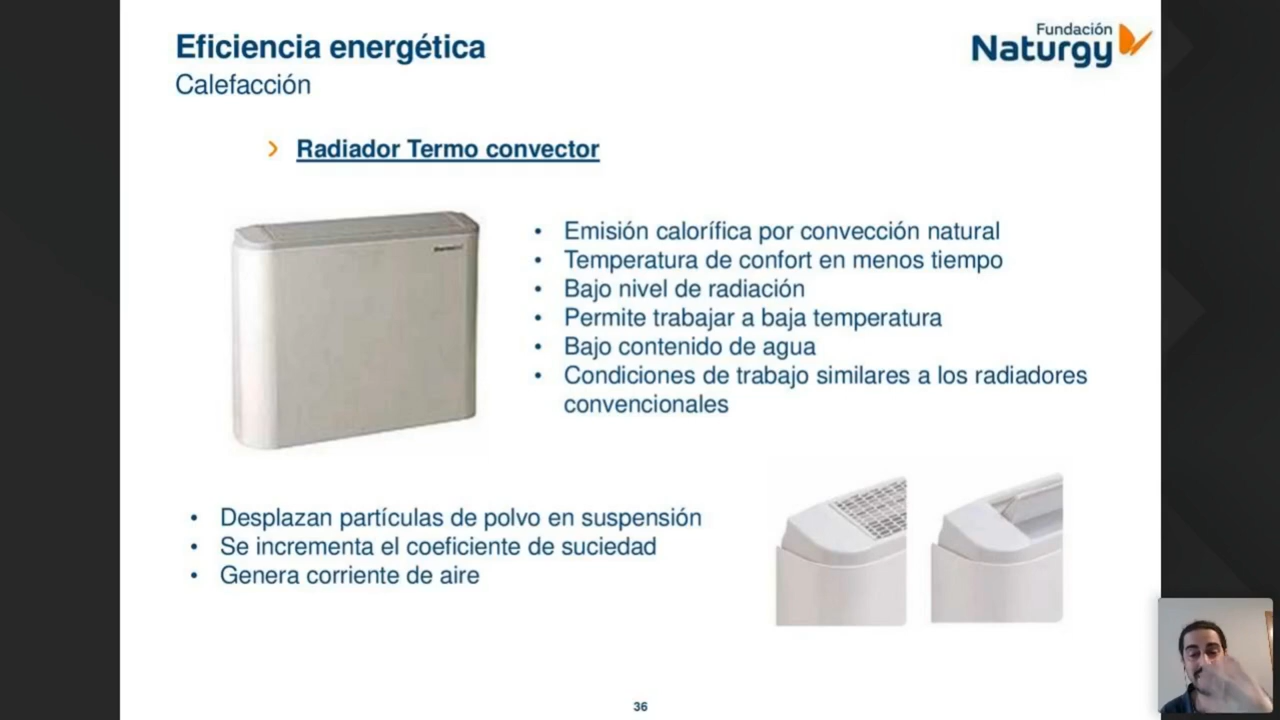 Eficiencia energética
Calefacción
Fundación
Naturgy
Radiador Termo convector
• Emisión calorífica por convección natural
• Temperatura de confort en menos tiempo
• Bajo nivel de radiación
• Permite trabajar a baja temperatura
• Bajo contenido de agua
• Condiciones de trabajo similares a los radiadores
convencionales
• Desplazan partículas de polvo en suspensión
• Se incrementa el coeficiente de suciedad
• Genera corriente de aire
36